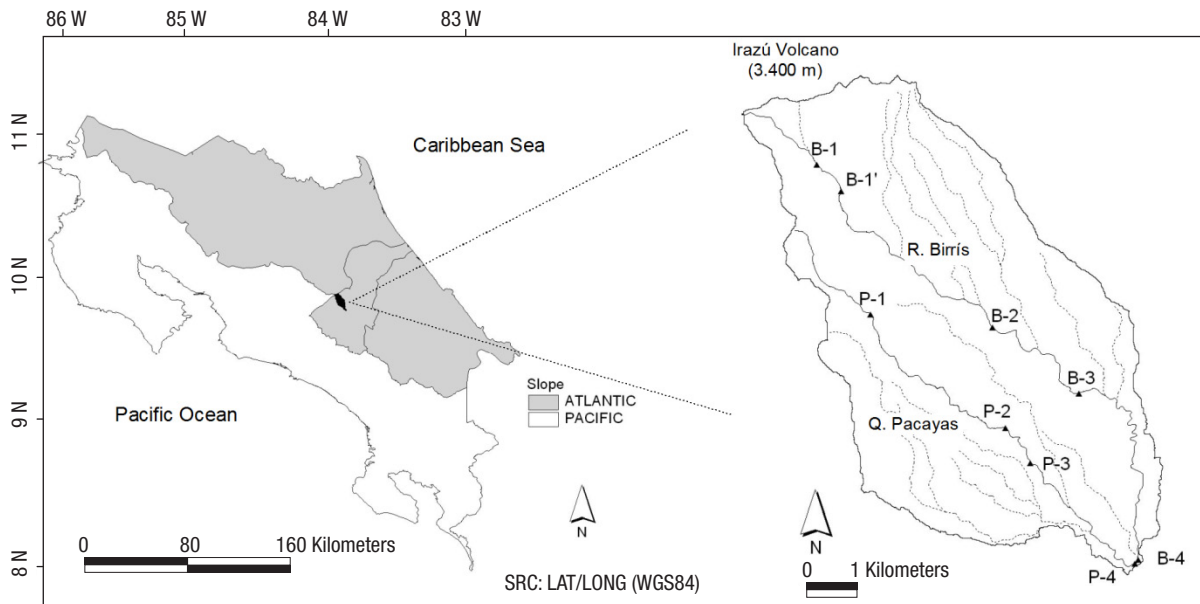 86 W 85 W 84 W 83 W
11 N
10 N
9 N
8 N
Caribbean Sea
Pacific Ocean
Slope
ATLANTIC
PACIFIC
N
0 80 160 Kilometers
SRC: LAT/LONG (WGS84)
Irazú Volcano
(3.400 m)
B-1
B-1'
R. Birrís
P-1
B-2
B-3
P-2
Q. Pacayas
P-3
N
0 1 Kilometers
B-4
P-4